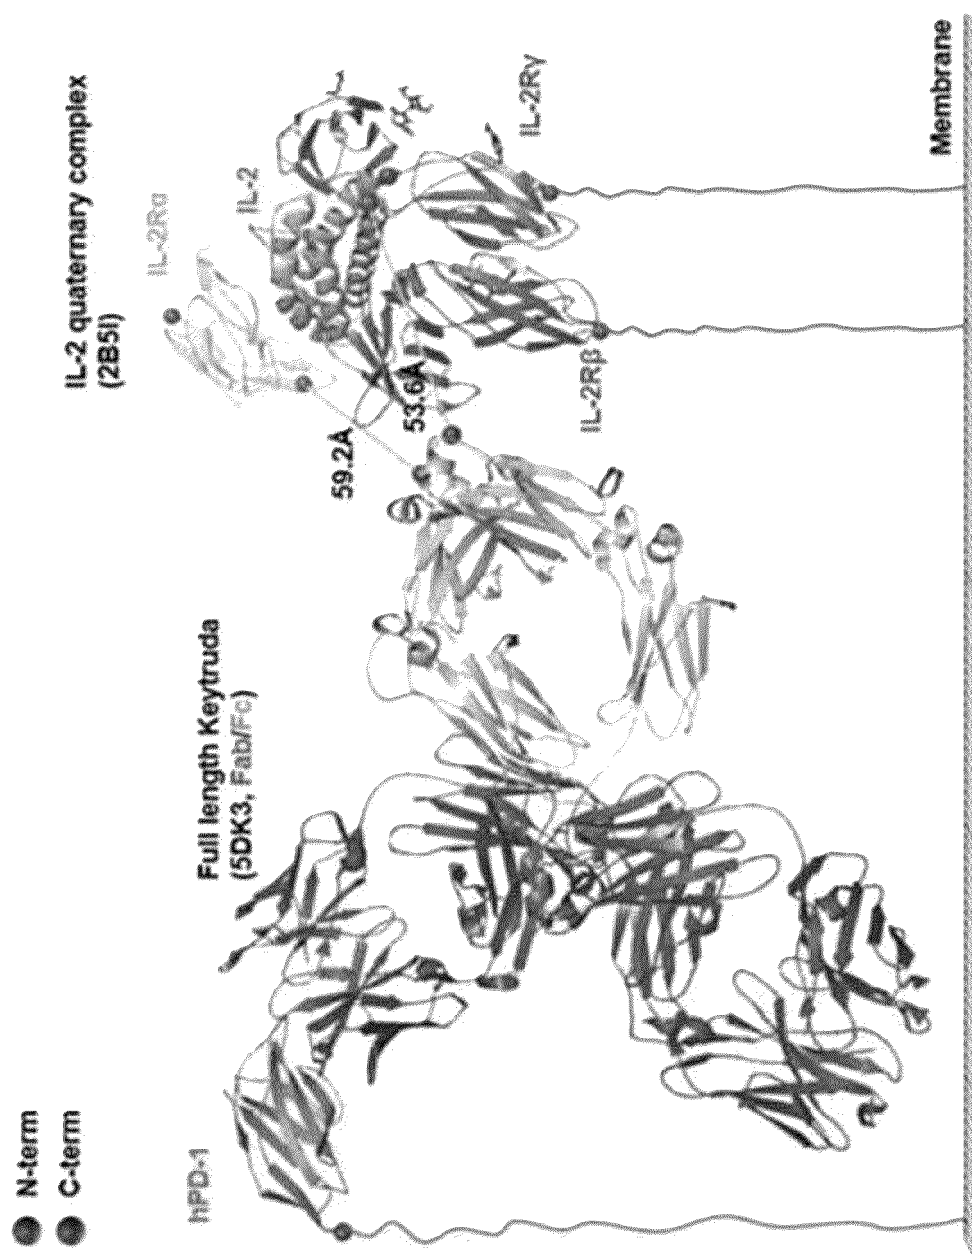 N-term
C-term
hPD-1
Full length Keytruda
(5DK3, Fab/Fc)
IL-2 quaternary complex
(2B5I)
IL-2Rα
IL-2
59.2Å
53.6Å
IL-2Rβ
IL-2Rγ
Membrane